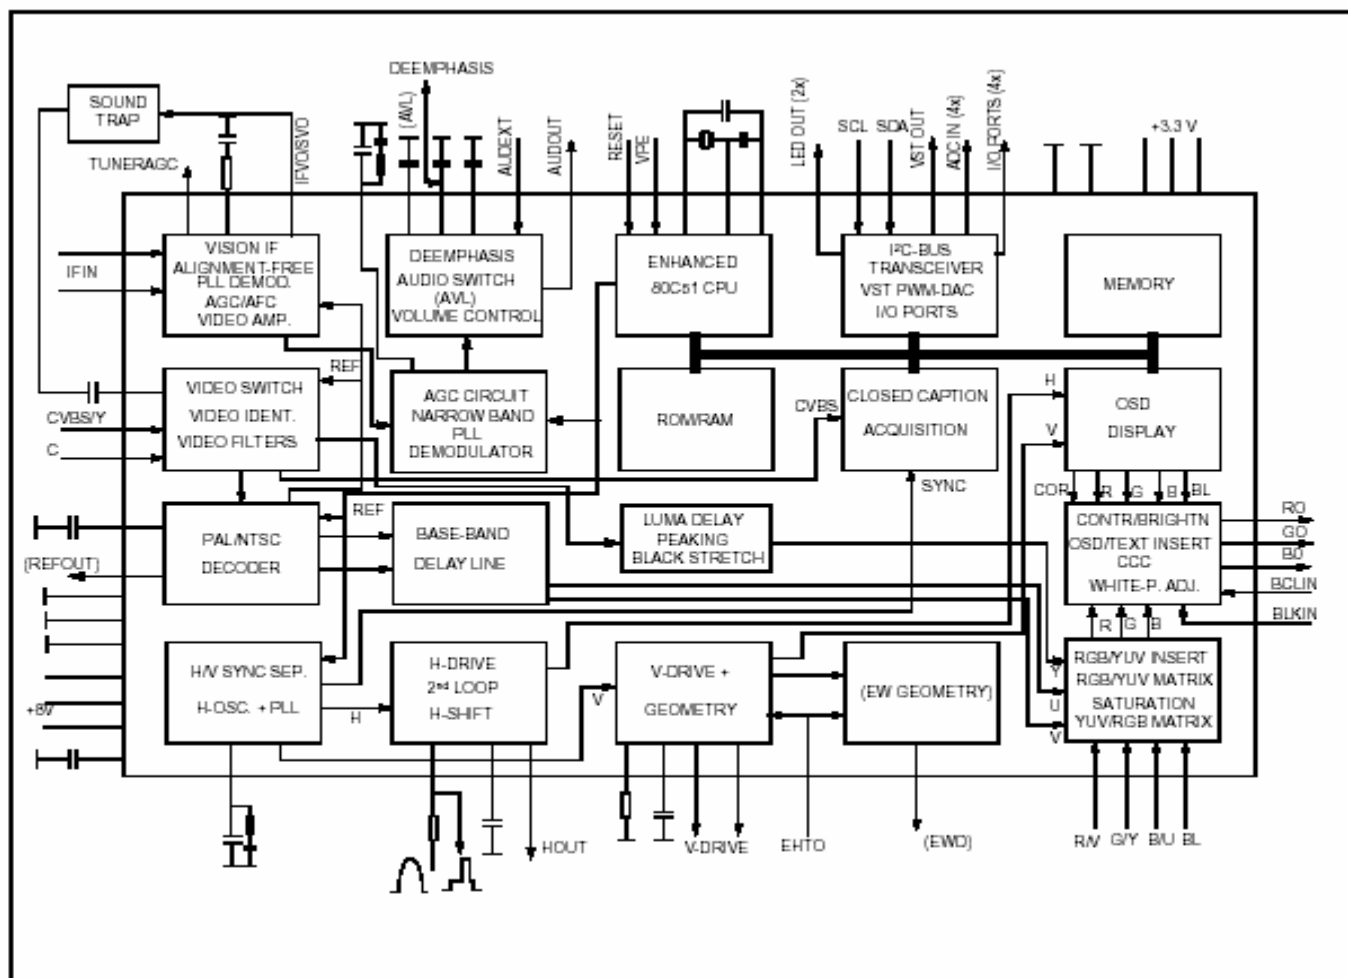 DEEMPHASIS
SOUND
TRAP
TUNERAGC
IFVO/SVO
(AVL)
AUDEXT
AUDOUT
RESET
VPE
LED OUT (2x)
SCL SDA
VST OUT
ADC IN (4x)
I/O PORTS (4x)
+3.3 V
IFIN
VISION IF
ALIGNMENT-FREE
PLL DEMOD.
AGC/AFC
VIDEO AMP.
DEEMPHASIS
AUDIO SWITCH
(AVL)
VOLUME CONTROL
ENHANCED
80C51 CPU
I²C-BUS
TRANSCEIVER
VST PWM-DAC
I/O PORTS
MEMORY
REF
CVBS/Y
C
VIDEO SWITCH
VIDEO IDENT.
VIDEO FILTERS
AGC CIRCUIT
NARROW BAND
PLL
DEMODULATOR
ROM/RAM
CVBS
CLOSED CAPTION
ACQUISITION
SYNC
H
V
OSD
DISPLAY
COR R G B BL
(REFOUT)
PAL/NTSC
DECODER
REF
BASE-BAND
DELAY LINE
LUMA DELAY
PEAKING
BLACK STRETCH
CONTR/BRIGHTN
OSD/TEXT INSERT
CCC
WHITE-P. ADJ.
RO
GO
BO
BCLIN
BLKIN
R G B
+8V
H/V SYNC SEP.
H-OSC. + PLL
H
H-DRIVE
2nd LOOP
H-SHIFT
V
V-DRIVE +
GEOMETRY
(EW GEOMETRY)
Y
U
V
RGB/YUV INSERT
RGB/YUV MATRIX
SATURATION
YUV/RGB MATRIX
HOUT
V-DRIVE
EHTO
(EWD)
R/V G/Y B/U BL